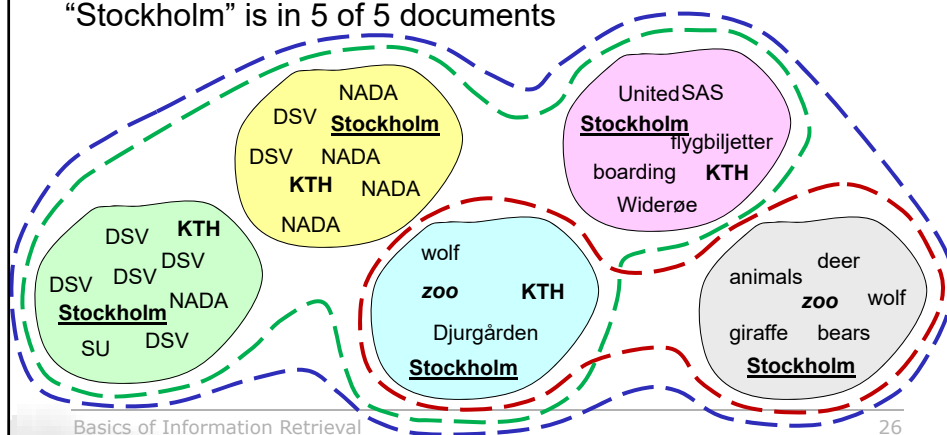 “Stockholm” is in 5 of 5 documents
NADA
DSV Stockholm
DSV NADA
KTH NADA
NADA
United SAS
Stockholm
flygbiljetter
boarding KTH
Widerøe
DSV KTH
DSV DSV DSV
Stockholm NADA
SU DSV
wolf
zoo KTH
Djurgården
Stockholm
animals deer
zoo wolf
giraffe bears
Stockholm
Basics of Information Retrieval 26